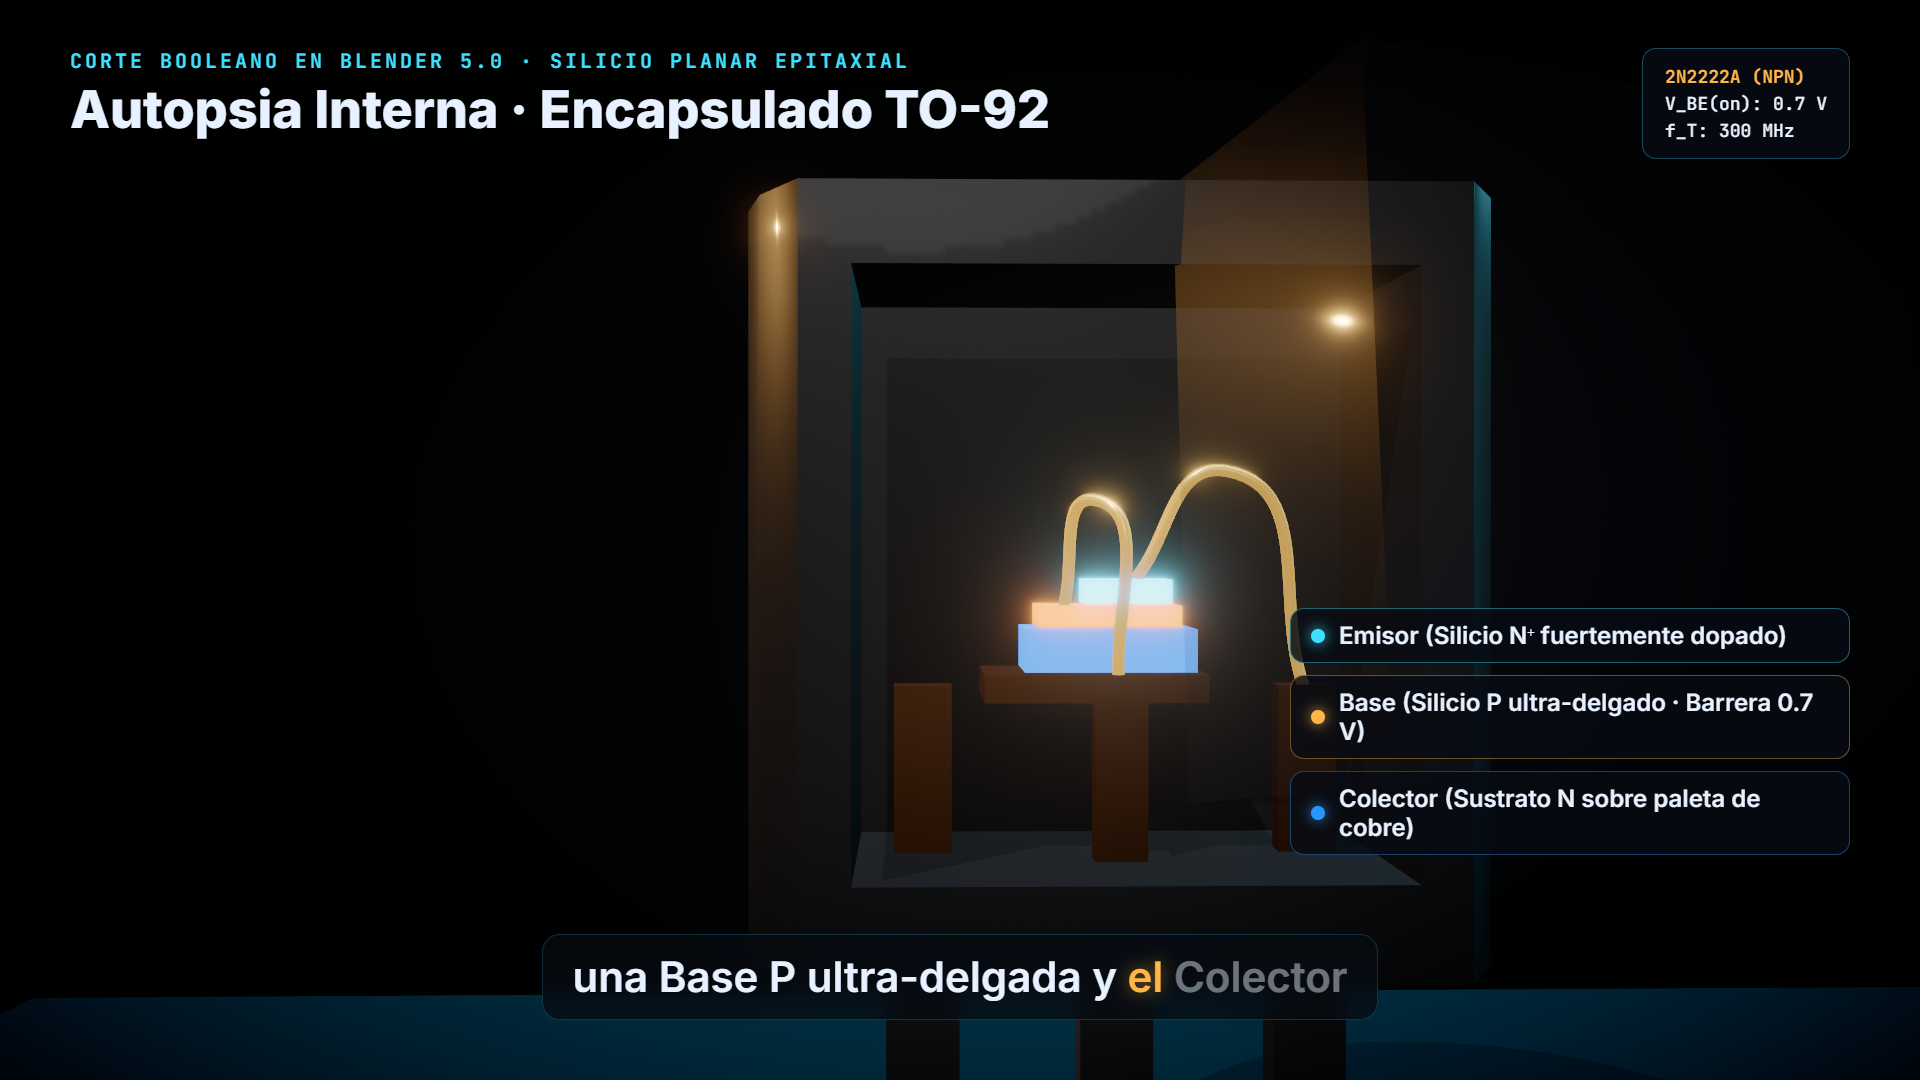 CORTE BOOLEANO EN BLENDER 5.0 · SILICIO PLANAR EPITAXIAL
Autopsia Interna · Encapsulado TO-92
2N2222A (NPN)
V_BE(on): 0.7 V
f_T: 300 MHz
Emisor (Silicio N⁺ fuertemente dopado)
Base (Silicio P ultra-delgado · Barrera 0.7
V)
Colector (Sustrato N sobre paleta de
cobre)
una Base P ultra-delgada y el Colector